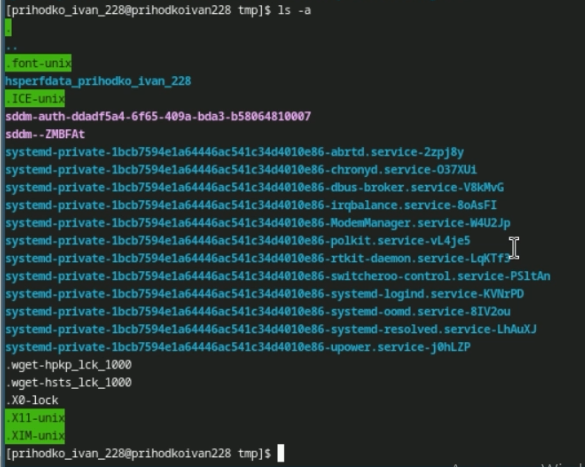 [prihodko_ivan_228@prihodkoivan228 tmp]$ ls -a
.
..
.font-unix
hsperfdata_prihodko_ivan_228
.ICE-unix
sddm-auth-ddadf5a4-6f65-409a-bda3-b58064810007
sddm--ZMBFAt
systemd-private-1bcb7594e1a64446ac541c34d4010e86-abrtd.service-2zpj8y
systemd-private-1bcb7594e1a64446ac541c34d4010e86-chronyd.service-O37XUi
systemd-private-1bcb7594e1a64446ac541c34d4010e86-dbus-broker.service-V8kMvG
systemd-private-1bcb7594e1a64446ac541c34d4010e86-irqbalance.service-8oAsFI
systemd-private-1bcb7594e1a64446ac541c34d4010e86-ModemManager.service-W4U2Jp
systemd-private-1bcb7594e1a64446ac541c34d4010e86-polkit.service-vL4je5
systemd-private-1bcb7594e1a64446ac541c34d4010e86-rtkit-daemon.service-LqKTf3
systemd-private-1bcb7594e1a64446ac541c34d4010e86-switcheroo-control.service-PSltAn
systemd-private-1bcb7594e1a64446ac541c34d4010e86-systemd-logind.service-KVNrPD
systemd-private-1bcb7594e1a64446ac541c34d4010e86-systemd-oomd.service-8IV2ou
systemd-private-1bcb7594e1a64446ac541c34d4010e86-systemd-resolved.service-LhAuXJ
systemd-private-1bcb7594e1a64446ac541c34d4010e86-upower.service-j0hLZP
.wget-hpkp_lck_1000
.wget-hsts_lck_1000
.X0-lock
.X11-unix
.XIM-unix
[prihodko_ivan_228@prihodkoivan228 tmp]$